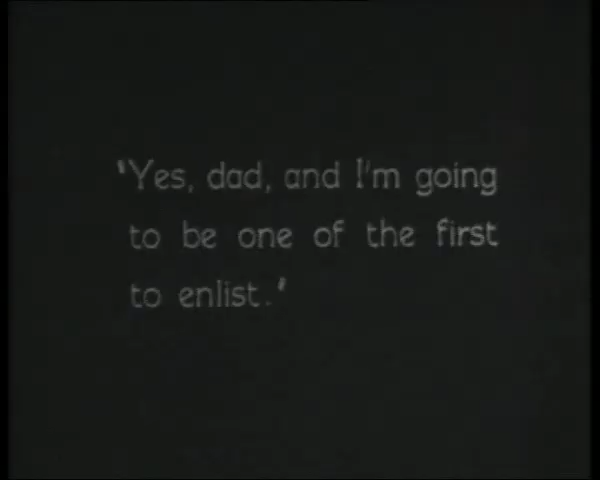 'Yes, dad, and I'm going
to be one of the first
to enlist.'